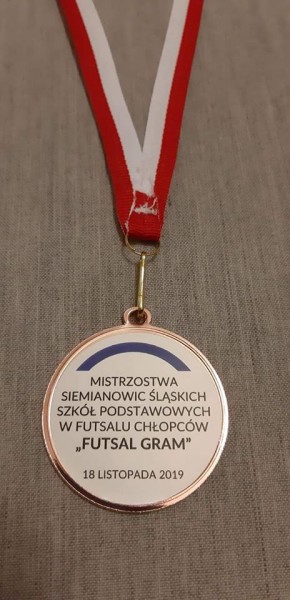 MISTRZOSTWA
SIEMIANOWIC ŚLĄSKICH
SZKÓŁ PODSTAWOWYCH
W FUTSALU CHŁOPCÓW
„FUTSAL GRAM”
18 LISTOPADA 2019